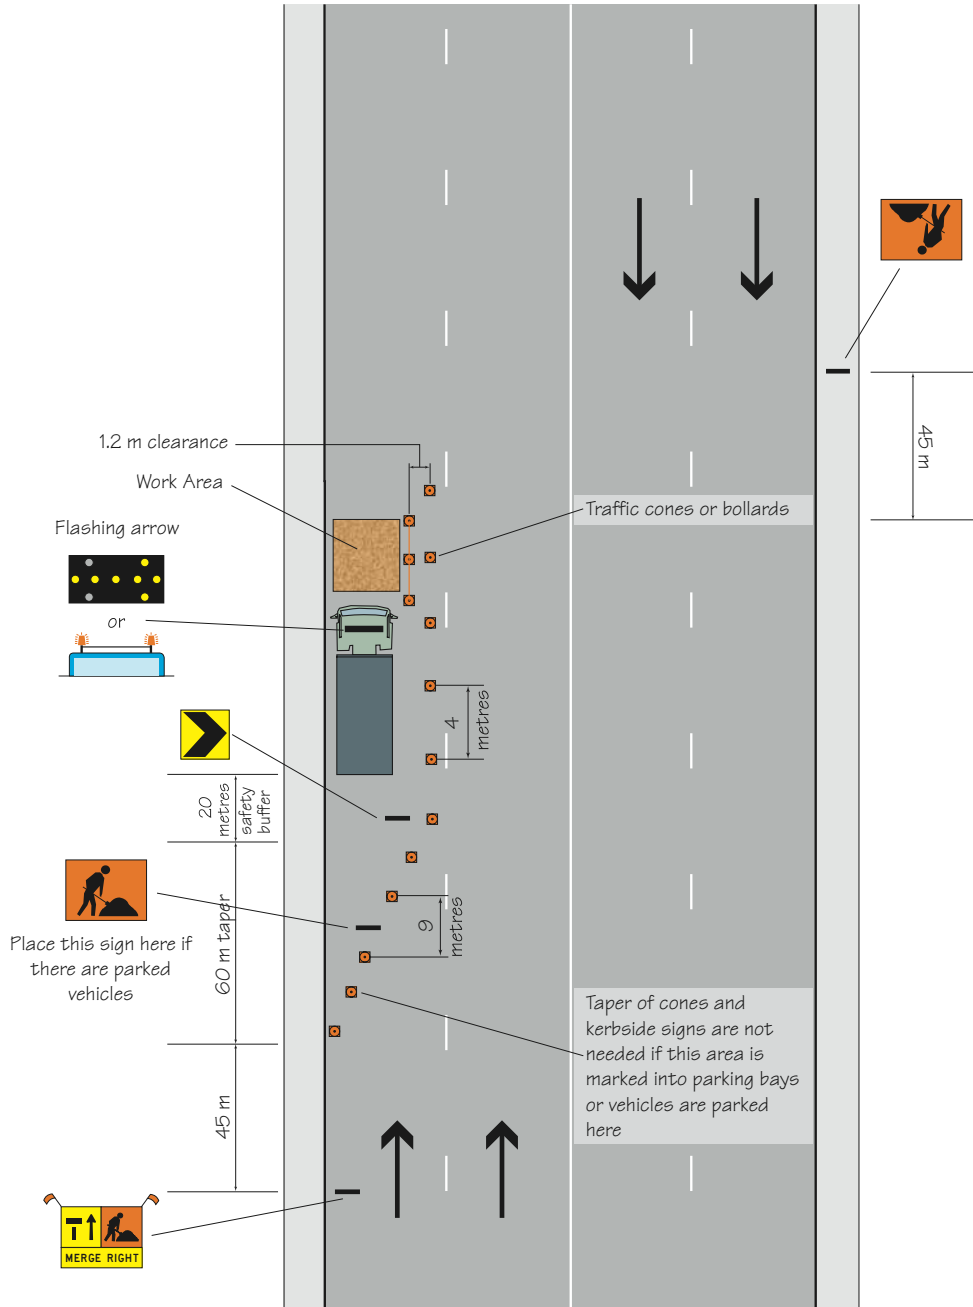 45 m
1.2 m clearance
Work Area
Traffic cones or bollards
Flashing arrow
or
4
metres
20
metres
safety
buffer
60 m taper
9
metres
Place this sign here if
there are parked
vehicles
Taper of cones and
kerbside signs are not
needed if this area is
marked into parking bays
or vehicles are parked
here
45 m
MERGE RIGHT